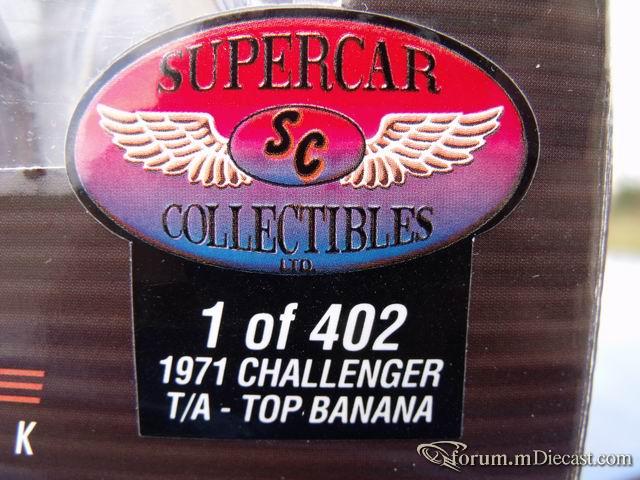 SUPERCAR
SC
COLLECTIBLES
LTD.
1 of 402
1971 CHALLENGER
T/A - TOP BANANA
K
forum.mDiecast.com